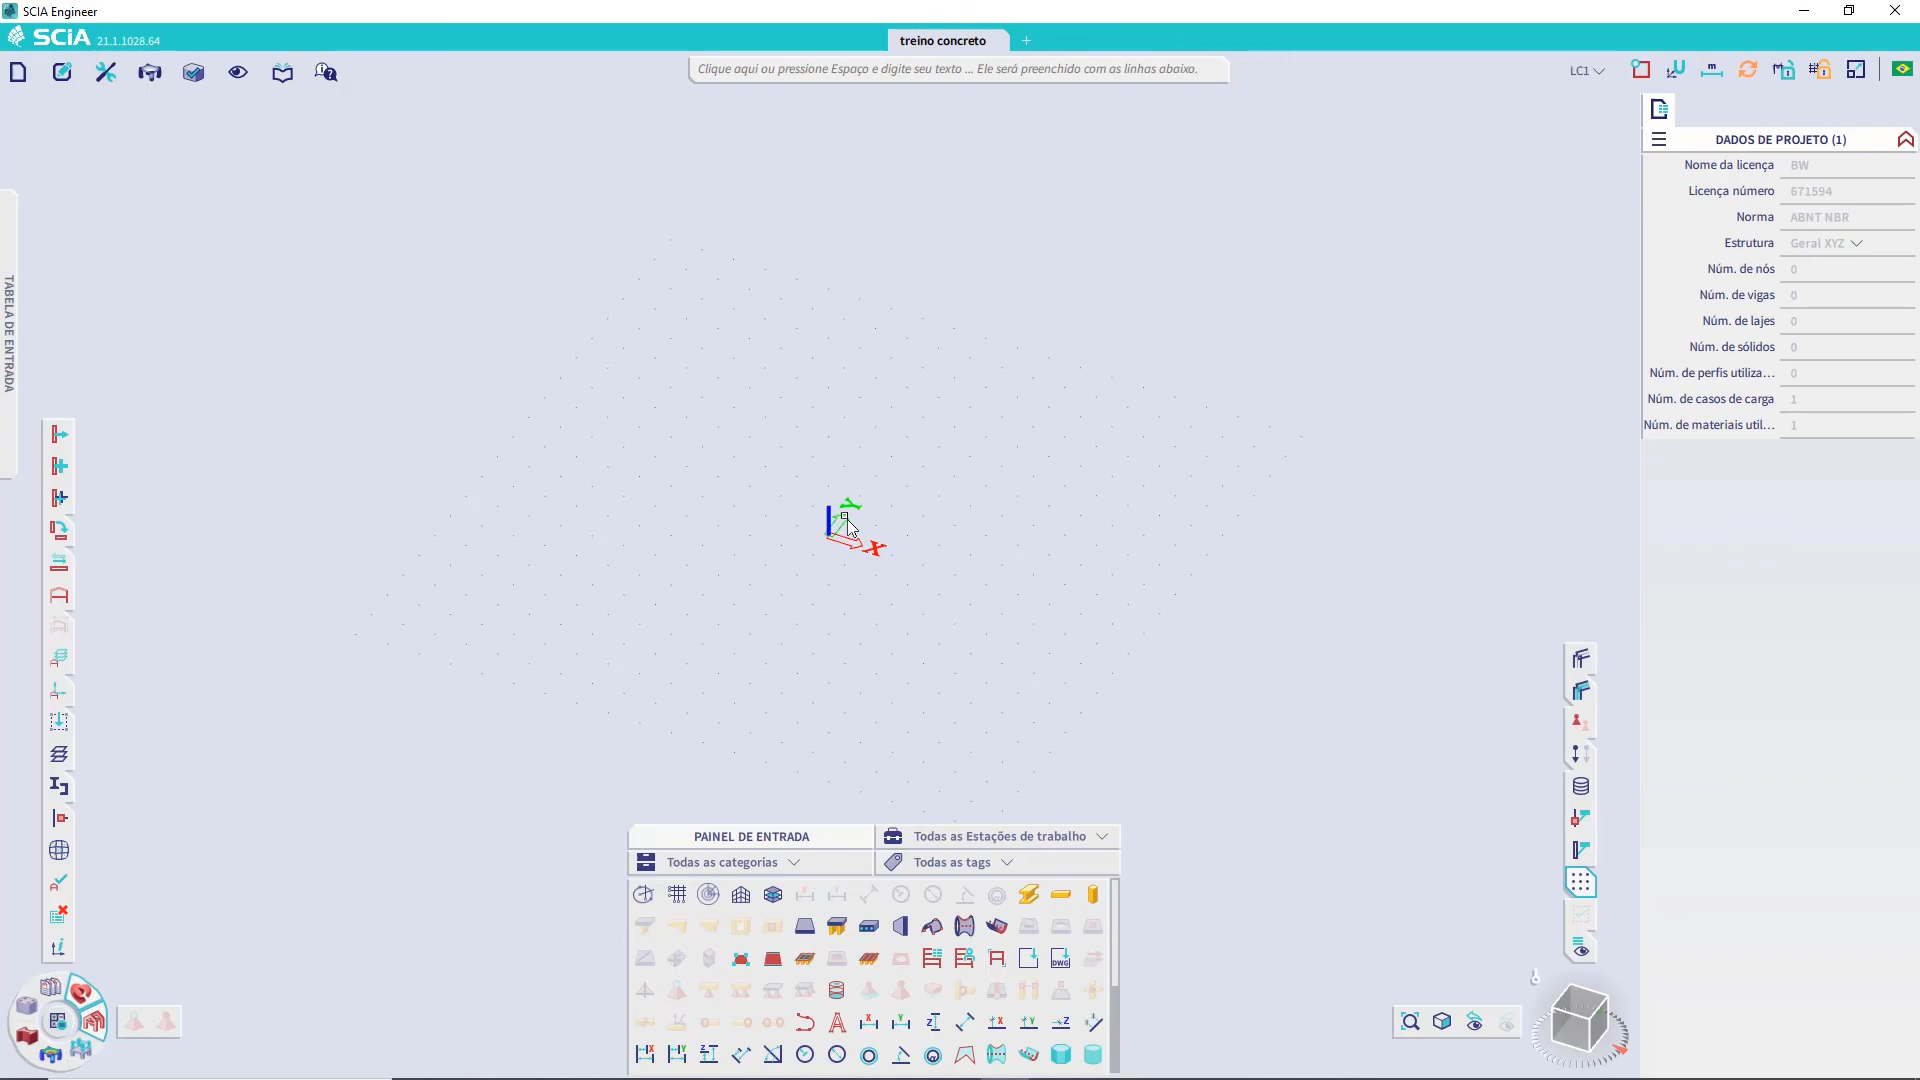 SCIA Engineer
SCIA 21.1.1028.64
treino concreto
Clique aqui ou pressione Espaço e digite seu texto ... Ele será preenchido com as linhas abaixo.
LC1
DADOS DE PROJETO (1)
Nome da licença BW
Licença número 671594
Norma ABNT NBR
Estrutura Geral XYZ
Núm. de nós 0
Núm. de vigas 0
Núm. de lajes 0
Núm. de sólidos 0
Núm. de perfis utiliza... 0
Núm. de casos de carga 1
Núm. de materiais util... 1
TABELA DE ENTRADA
Y
X
PAINEL DE ENTRADA
Todas as Estações de trabalho
Todas as categorias
Todas as tags
DWG